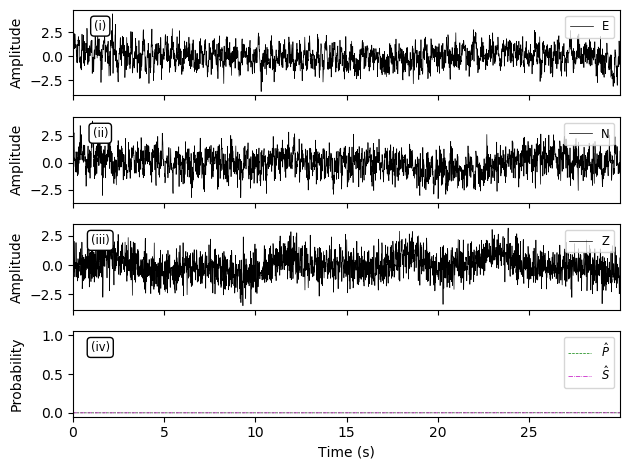 (i)
E
Amplitude
2.5
0.0
−2.5
(ii)
N
Amplitude
2.5
0.0
−2.5
(iii)
Z
Amplitude
2.5
0.0
−2.5
(iv)
P̂
Ŝ
Probability
1.0
0.5
0.0
0 5 10 15 20 25
Time (s)